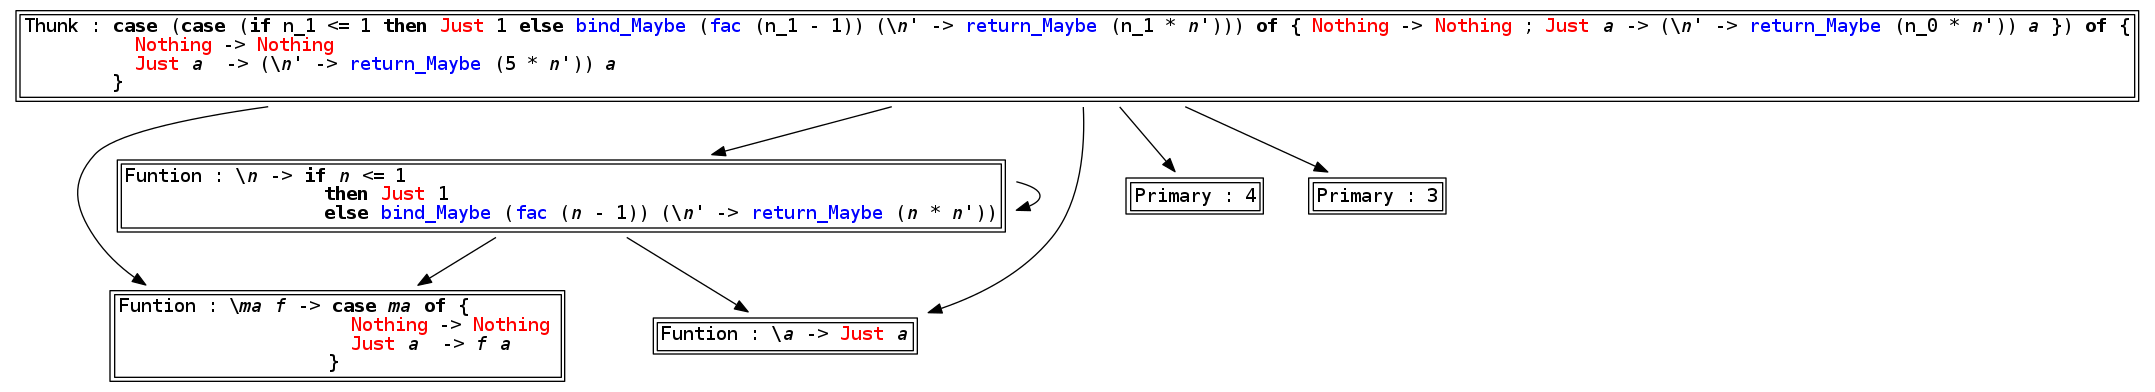 Thunk : case (case (if n_1 <= 1 then Just 1 else bind_Maybe (fac (n_1 - 1)) (\n' -> return_Maybe (n_1 * n'))) of { Nothing -> Nothing ; Just a -> (\n' -> return_Maybe (n_0 * n')) a }) of {
Nothing -> Nothing
Just a  -> (\n' -> return_Maybe (5 * n')) a
}
Funtion : \n -> if n <= 1
then Just 1
else bind_Maybe (fac (n - 1)) (\n' -> return_Maybe (n * n'))
Primary : 4
Primary : 3
Funtion : \ma f -> case ma of {
Nothing -> Nothing
Just a  -> f a
}
Funtion : \a -> Just a